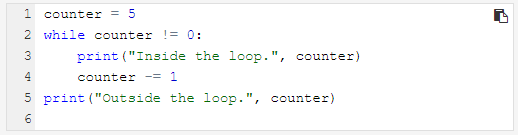 1 counter = 5
2 while counter != 0:
3     print("Inside the loop.", counter)
4     counter -= 1
5 print("Outside the loop.", counter)
6